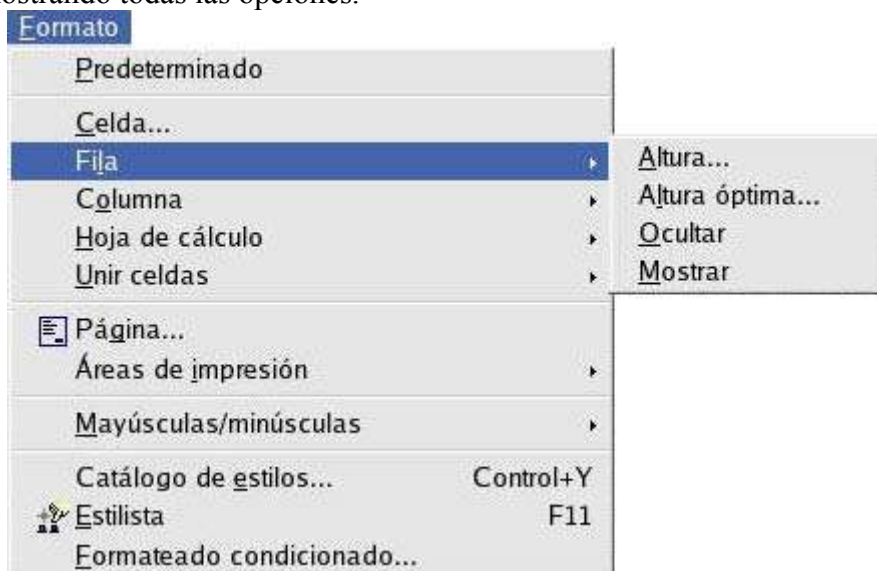 mostrando todas las opciones.
Formato
Predeterminado
Celda...
Fila
Altura...
Altura óptima...
Ocultar
Mostrar
Columna
Hoja de cálculo
Unir celdas
Página...
Áreas de impresión
Mayúsculas/minúsculas
Catálogo de estilos... Control+Y
Estilista F11
Formateado condicionado...